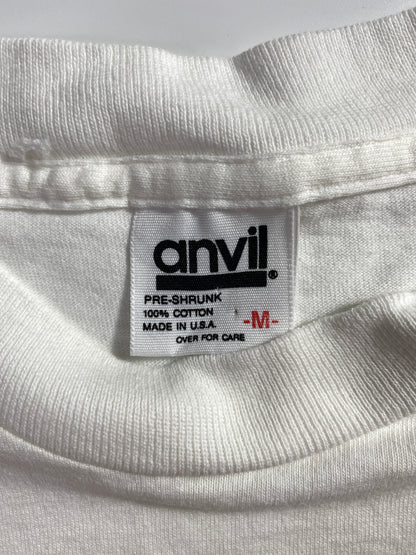 anvil®
PRE-SHRUNK
100% COTTON
MADE IN U.S.A.
-M-
OVER FOR CARE